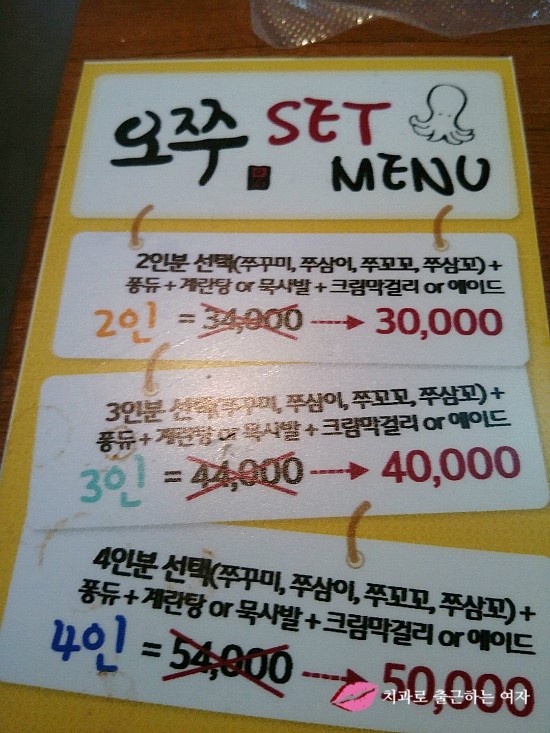 오쭈 SET
MENU
2인분 선택(쭈꾸미, 쭈삼이, 쭈꼬꼬, 쭈삼꼬) +
퐁듀 + 계란탕 or 묵사발 + 크림막걸리 or 에이드
2인 = 34,000 → 30,000
3인분 선택(쭈꾸미, 쭈삼이, 쭈꼬꼬, 쭈삼꼬) +
퐁듀 + 계란탕 or 묵사발 + 크림막걸리 or 에이드
3인 = 44,000 → 40,000
4인분 선택(쭈꾸미, 쭈삼이, 쭈꼬꼬, 쭈삼꼬) +
퐁듀 + 계란탕 or 묵사발 + 크림막걸리 or 에이드
4인 = 54,000 → 50,000
치과로 출근하는 여자